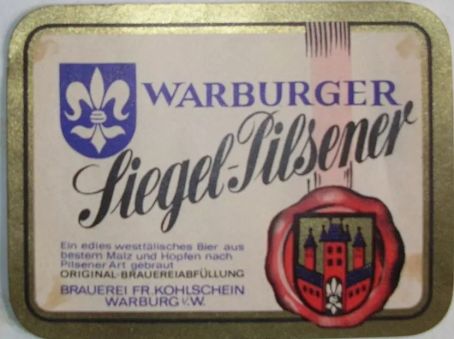 WARBURGER
Siegel-Pilsener
Ein edles westfälisches Bier aus
bestem Malz und Hopfen nach
Pilsener Art gebraut
ORIGINAL-BRAUEREIABFÜLLUNG
BRAUEREI FR. KOHLSCHEIN
WARBURG i.W.